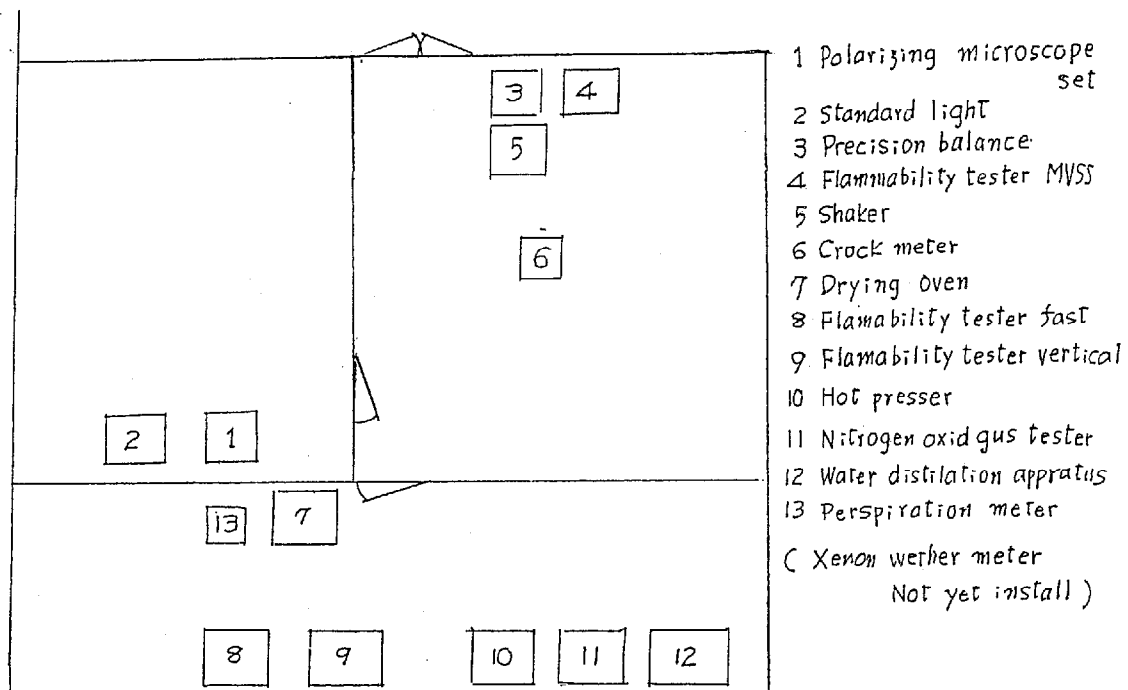 3
4
5
6
2
1
13
7
8
9
10
11
12
1 Polarizing microscope
set
2 Standard light
3 Precision balance
4 Flammability tester MVSS
5 Shaker
6 Crock meter
7 Drying oven
8 Flamability tester fast
9 Flamability tester vertical
10 Hot presser
11 Nitrogen oxid gus tester
12 Water distilation appratus
13 Perspiration meter
( Xenon wether meter
Not yet install )